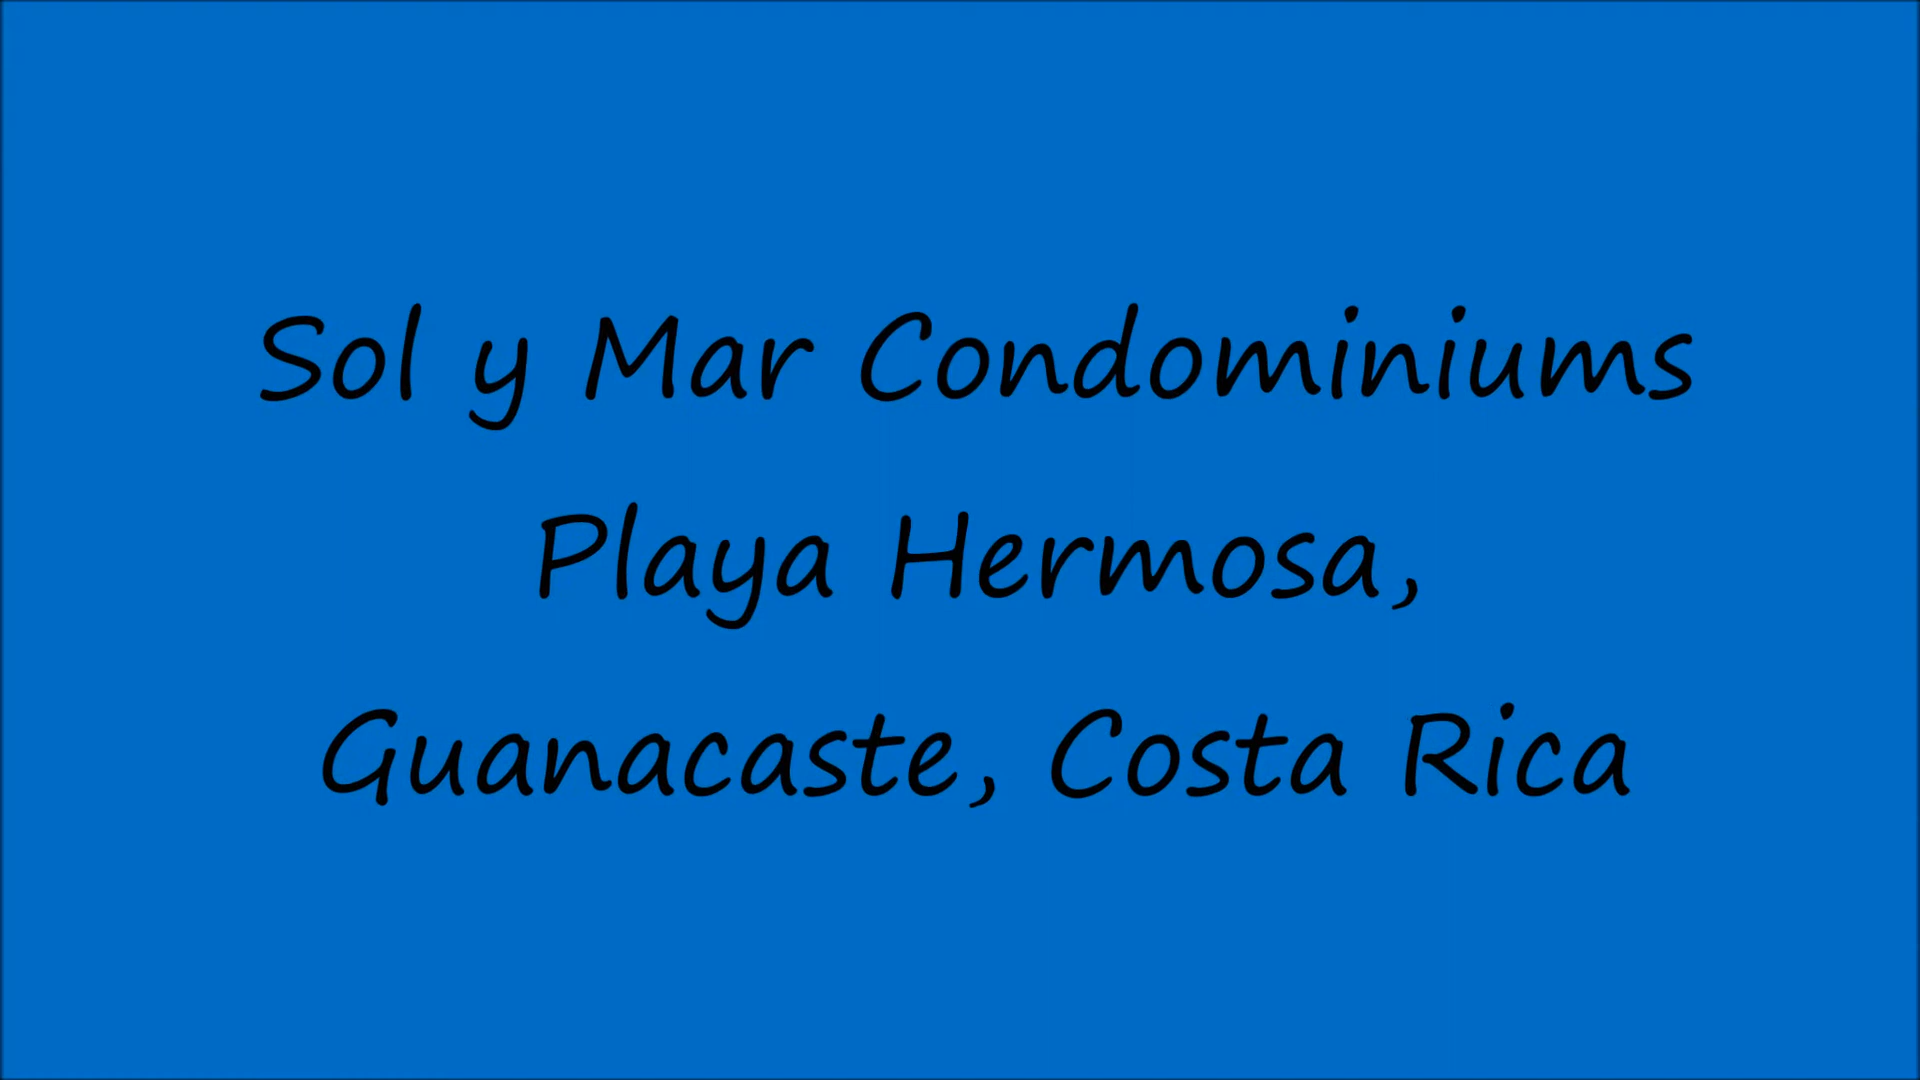 Sol y Mar Condominiums
Playa Hermosa,
Guanacaste, Costa Rica